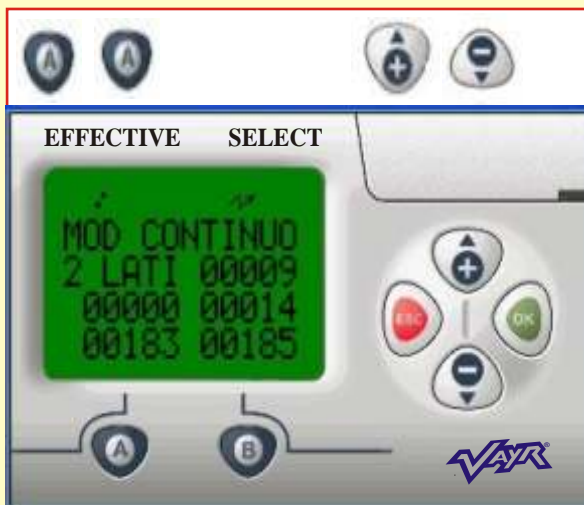 A A + -
EFFECTIVE SELECT
MOD CONTINUO
2 LATI 00009
00000 00014
00183 00185
+
ESC OK
-
A B
VAYR